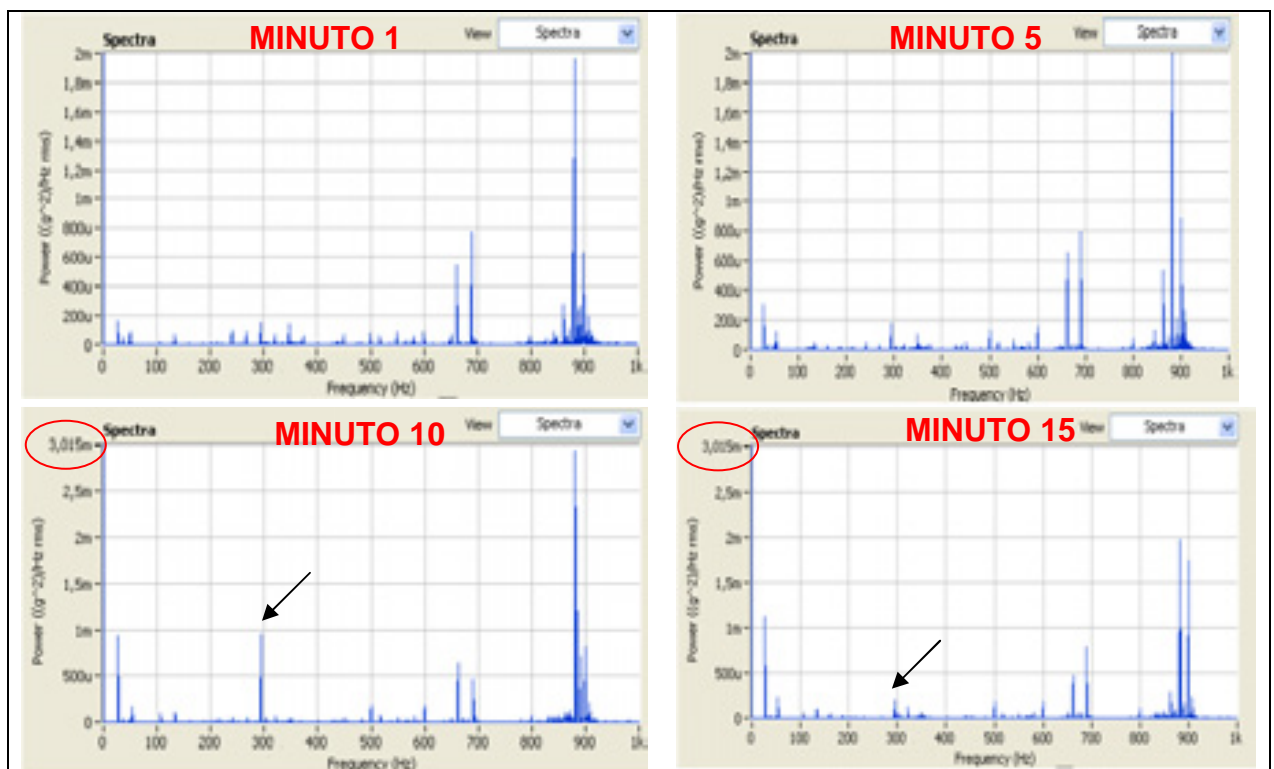 MINUTO 1
Spectra
View
Spectra
2m
1,8m
1,6m
1,4m
1,2m
1m
800u
600u
400u
200u
0
Power ((g^2)/Hz rms)
0 100 200 300 400 500 600 700 800 900 1k
Frequency (Hz)
MINUTO 5
Spectra
View
Spectra
2m
1,8m
1,6m
1,4m
1,2m
1m
800u
600u
400u
200u
0
Power ((g^2)/Hz rms)
0 100 200 300 400 500 600 700 800 900 1k
Frequency (Hz)
MINUTO 10
Spectra
View
Spectra
3,015m
2,5m
2m
1,5m
1m
500u
0
Power ((g^2)/Hz rms)
0 100 200 300 400 500 600 700 800 900 1k
Frequency (Hz)
MINUTO 15
Spectra
View
Spectra
3,015m
2,5m
2m
1,5m
1m
500u
0
Power ((g^2)/Hz rms)
0 100 200 300 400 500 600 700 800 900 1k
Frequency (Hz)